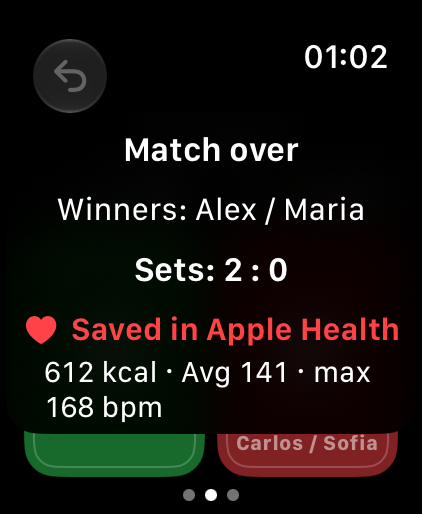 01:02
Match over
Winners: Alex / Maria
Sets: 2 : 0
Saved in Apple Health
612 kcal · Avg 141 · max
168 bpm
Carlos / Sofia